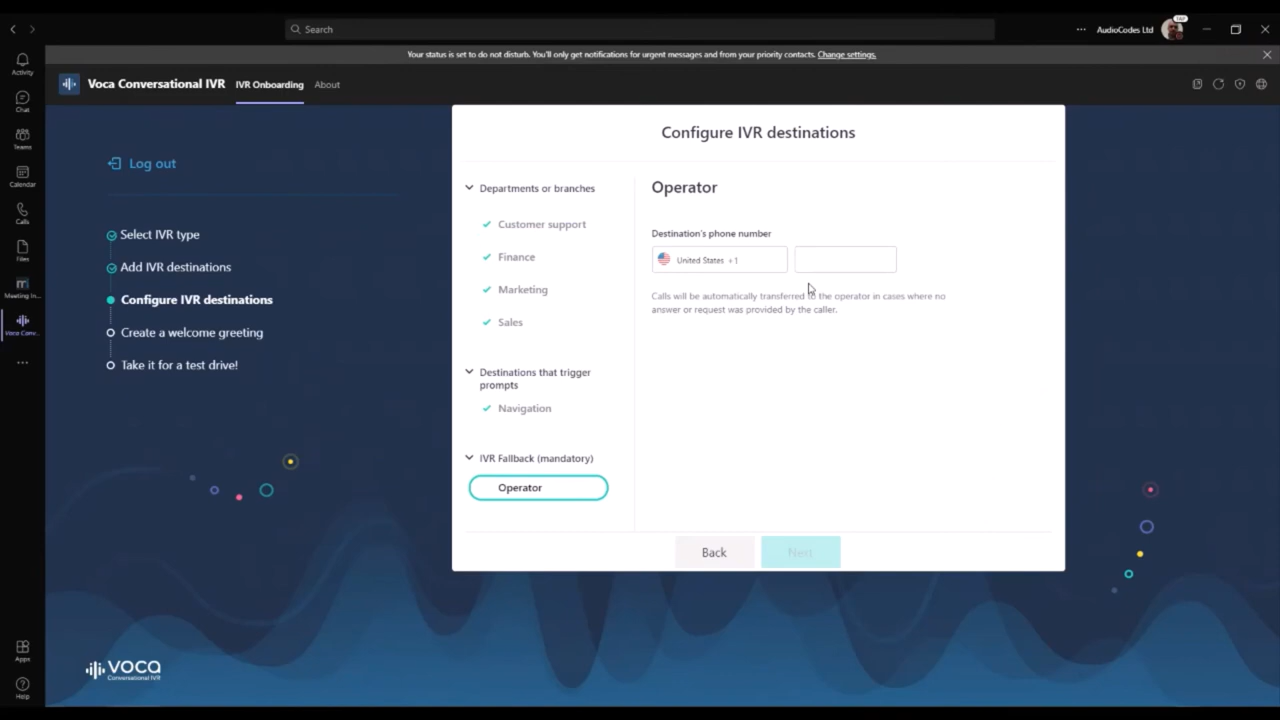 Search
AudioCodes Ltd
Your status is set to do not disturb. You'll only get notifications for urgent messages and from your priority contacts. Change settings.
Activity
Chat
Teams
Calendar
Calls
Files
Meeting In...
Voca Conv...
Apps
Help
Voca Conversational IVR
IVR Onboarding
About
Log out
Select IVR type
Add IVR destinations
Configure IVR destinations
Create a welcome greeting
Take it for a test drive!
Configure IVR destinations
Departments or branches
Customer support
Finance
Marketing
Sales
Destinations that trigger
prompts
Navigation
IVR Fallback (mandatory)
Operator
Operator
Destination's phone number
United States +1
Calls will be automatically transferred to the operator in cases where no
answer or request was provided by the caller.
Back
Next
VOCA
Conversational IVR